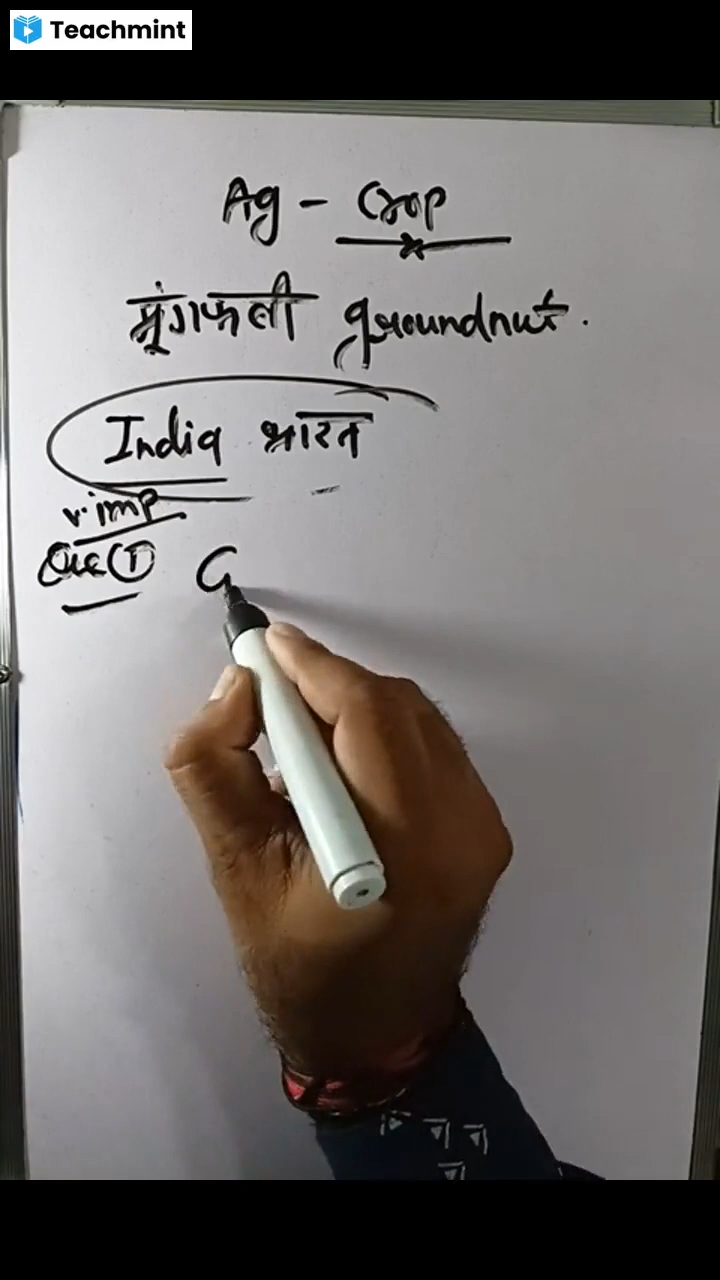 Teachmint
Ag - Crop
मूंगफली groundnut.
India भारत
v.imp
Que ① G